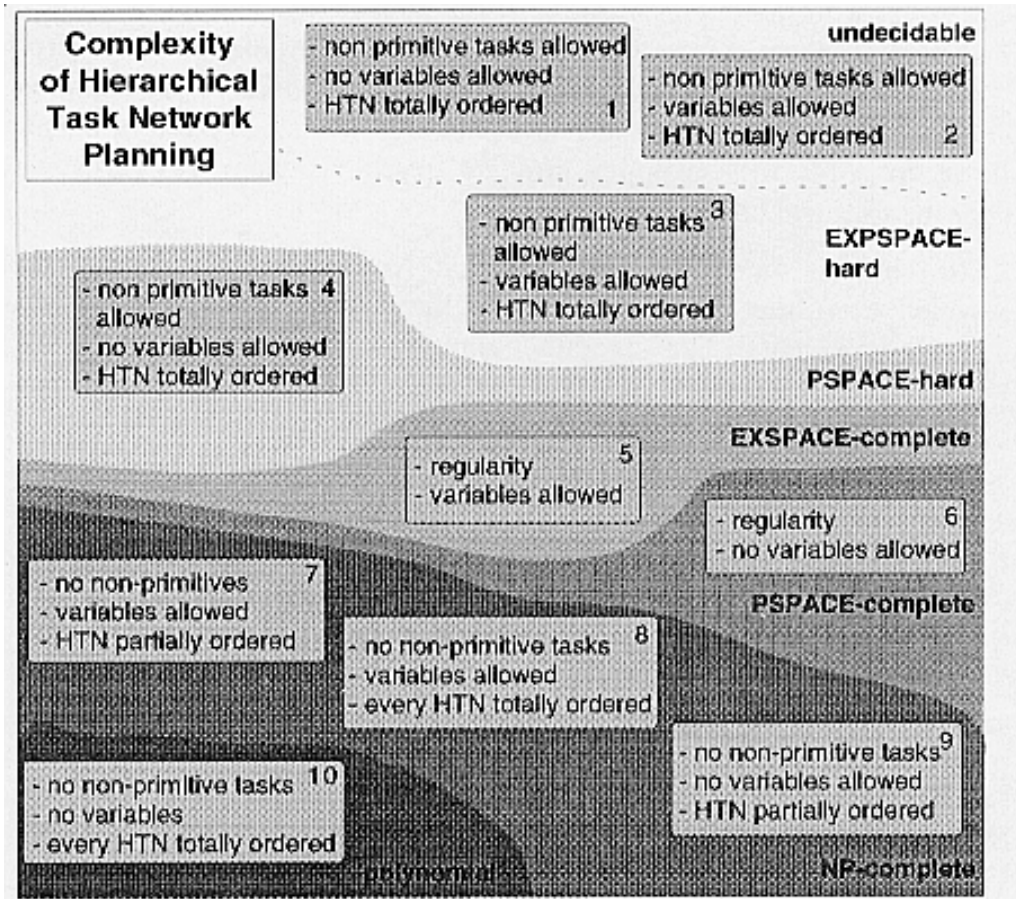 Complexity
of Hierarchical
Task Network
Planning
- non primitive tasks allowed
- no variables allowed
- HTN totally ordered 1
undecidable
- non primitive tasks allowed
- variables allowed
- HTN totally ordered 2
- non primitive tasks 3
allowed
- variables allowed
- HTN totally ordered
EXPSPACE-
hard
- non primitive tasks 4
allowed
- no variables allowed
- HTN totally ordered
PSPACE-hard
EXSPACE-complete
5
- regularity
- variables allowed
6
- regularity
- no variables allowed
PSPACE-complete
7
- no non-primitives
- variables allowed
- HTN partially ordered
8
- no non-primitive tasks
- variables allowed
- every HTN totally ordered
- no non-primitive tasks 9
- no variables allowed
- HTN partially ordered
- no non-primitive tasks 10
- no variables
- every HTN totally ordered
polynomial
NP-complete